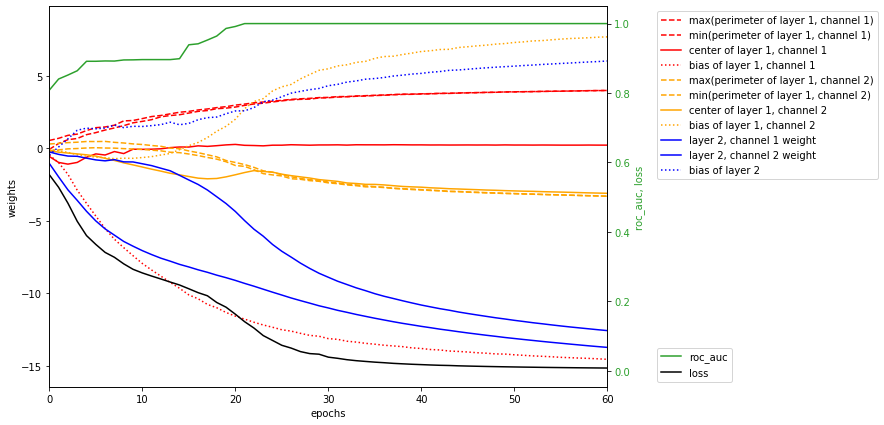 max(perimeter of layer 1, channel 1)
min(perimeter of layer 1, channel 1)
center of layer 1, channel 1
bias of layer 1, channel 1
max(perimeter of layer 1, channel 2)
min(perimeter of layer 1, channel 2)
center of layer 1, channel 2
bias of layer 1, channel 2
layer 2, channel 1 weight
layer 2, channel 2 weight
bias of layer 2
roc_auc
loss
weights
5
0
−5
−10
−15
roc_auc, loss
1.0
0.8
0.6
0.4
0.2
0.0
0 10 20 30 40 50 60
epochs